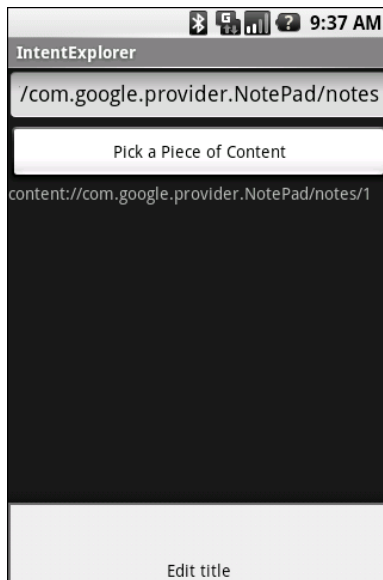 9:37 AM
IntentExplorer
/com.google.provider.NotePad/notes
Pick a Piece of Content
content://com.google.provider.NotePad/notes/1
Edit title